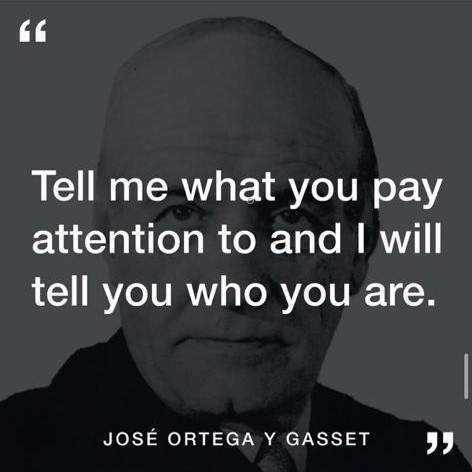 “
Tell me what you pay
attention to and I will
tell you who you are.
JOSÉ ORTEGA Y GASSET
”